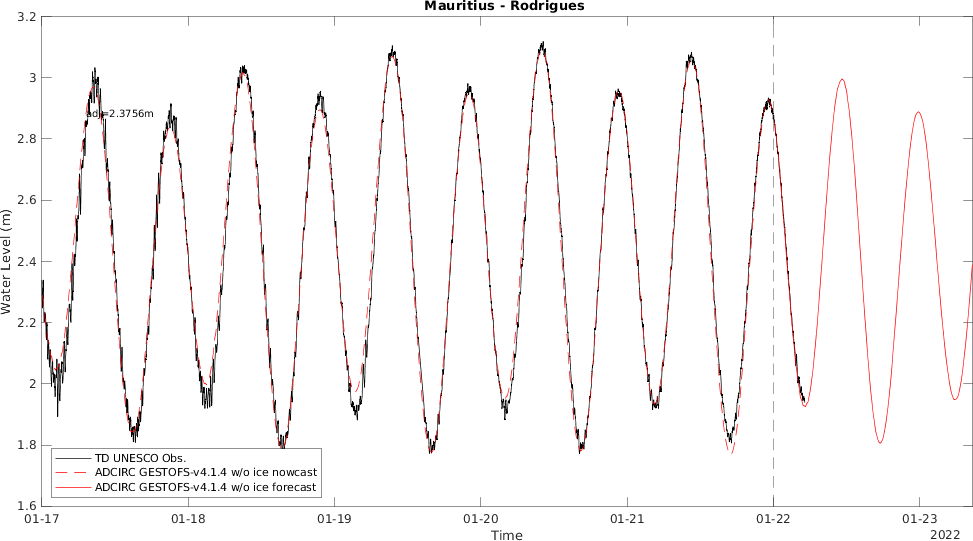 Mauritius - Rodrigues
3.2
3
2.8
2.6
2.4
2.2
2
1.8
1.6
Water Level (m)
=2.3756m
TD UNESCO Obs.
ADCIRC GESTOFS-v4.1.4 w/o ice nowcast
ADCIRC GESTOFS-v4.1.4 w/o ice forecast
01-17
01-18
01-19
01-20
01-21
01-22
01-23
Time
2022